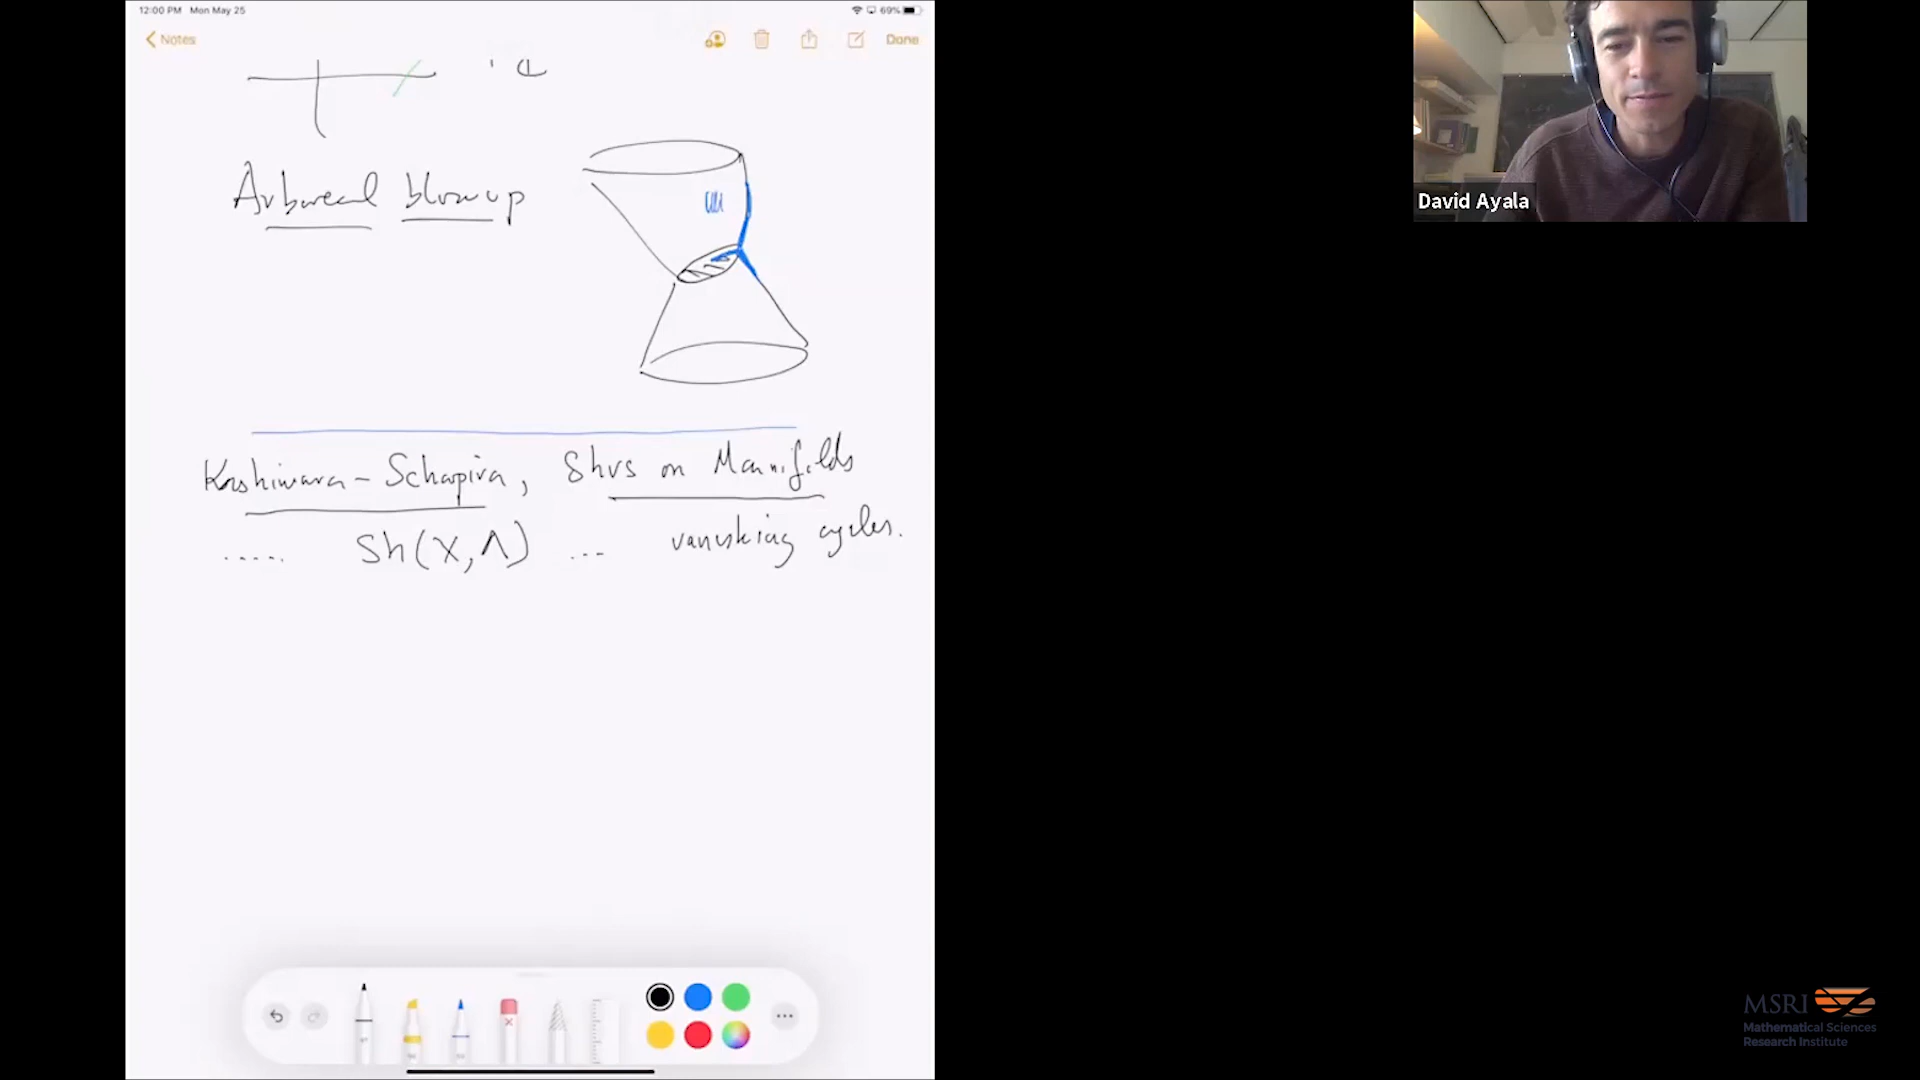 12:00 PM Mon May 25
69%
Notes
Done
Arboreal blowup
Kashiwara - Schapira, Shvs on Manifolds
..... Sh(X, Λ) ... vanishing cycles.
David Ayala
MSRI
Mathematical Sciences
Research Institute